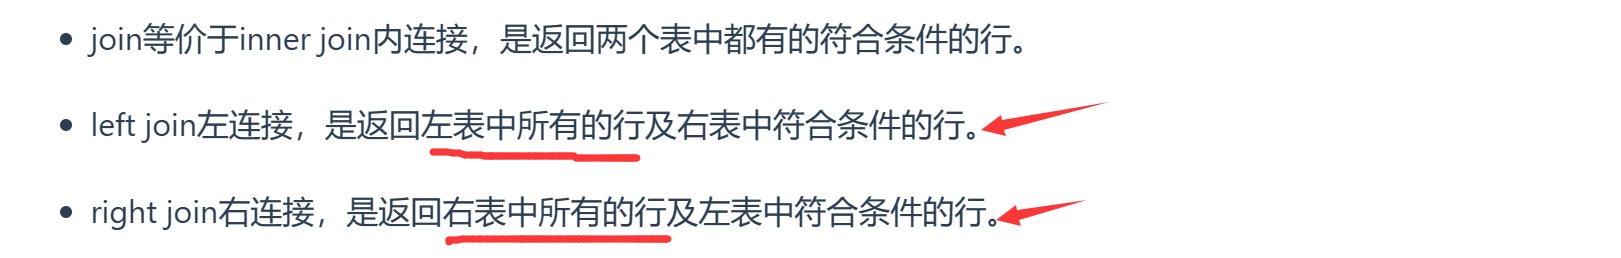 join等价于inner join内连接，是返回两个表中都有的符合条件的行。
left join左连接，是返回左表中所有的行及右表中符合条件的行。
right join右连接，是返回右表中所有的行及左表中符合条件的行。